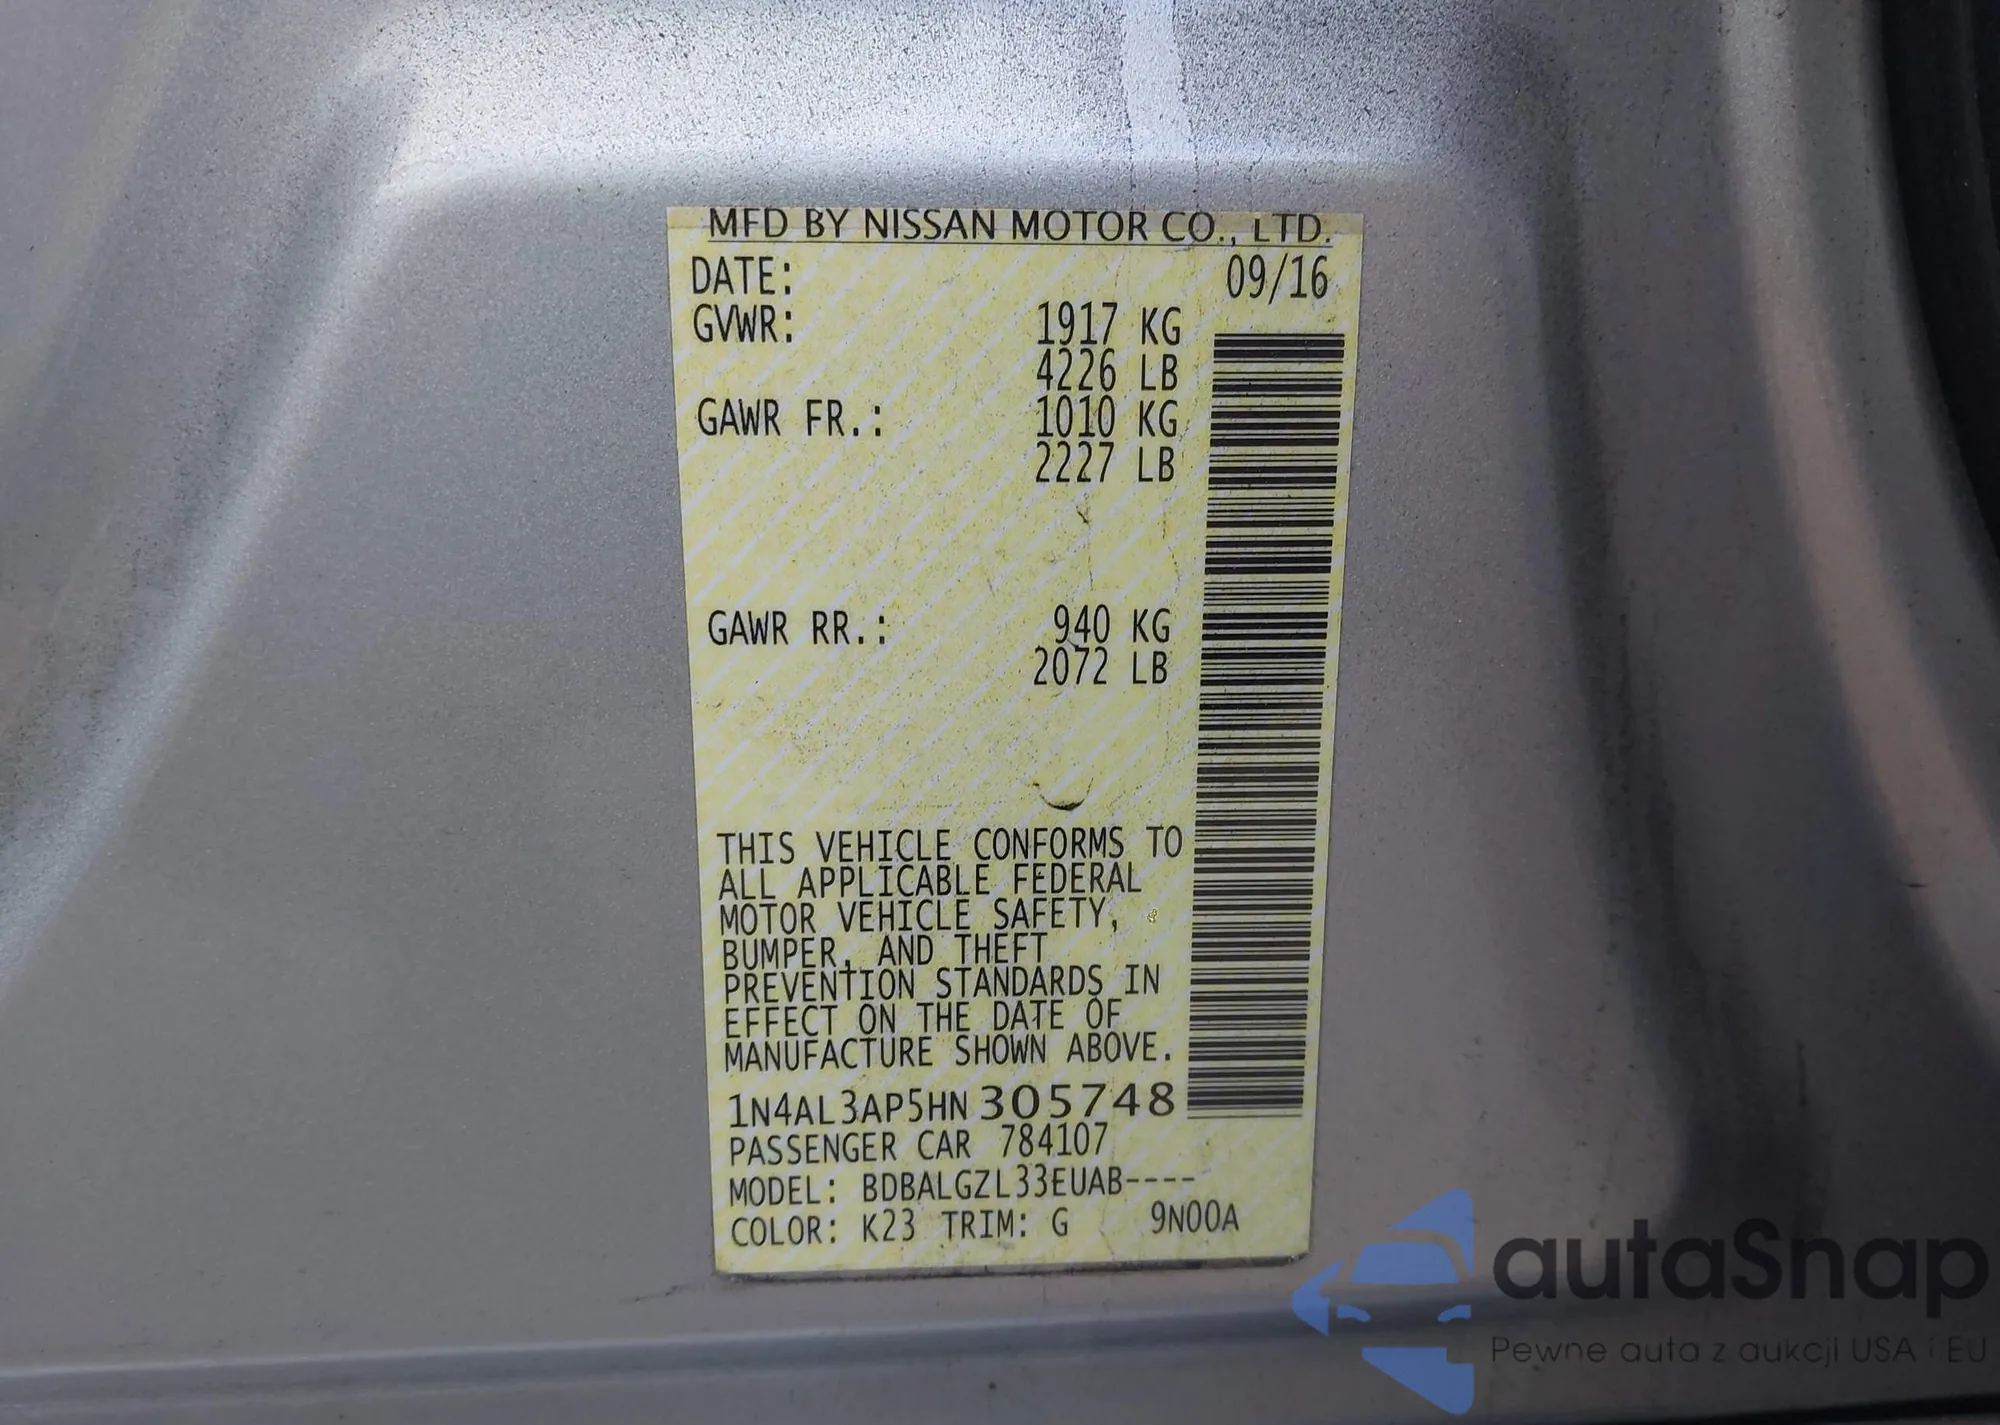 MFD BY NISSAN MOTOR CO., LTD.
DATE: 09/16
GVWR: 1917 KG
4226 LB
GAWR FR.: 1010 KG
2227 LB
GAWR RR.: 940 KG
2072 LB
THIS VEHICLE CONFORMS TO
ALL APPLICABLE FEDERAL
MOTOR VEHICLE SAFETY,
BUMPER, AND THEFT
PREVENTION STANDARDS IN
EFFECT ON THE DATE OF
MANUFACTURE SHOWN ABOVE.
1N4AL3AP5HN305748
PASSENGER CAR 784107
MODEL: BDBALGZL33EUAB----
COLOR: K23 TRIM: G 9N00A
autaSnap
Pewne auta z aukcji USA i EU